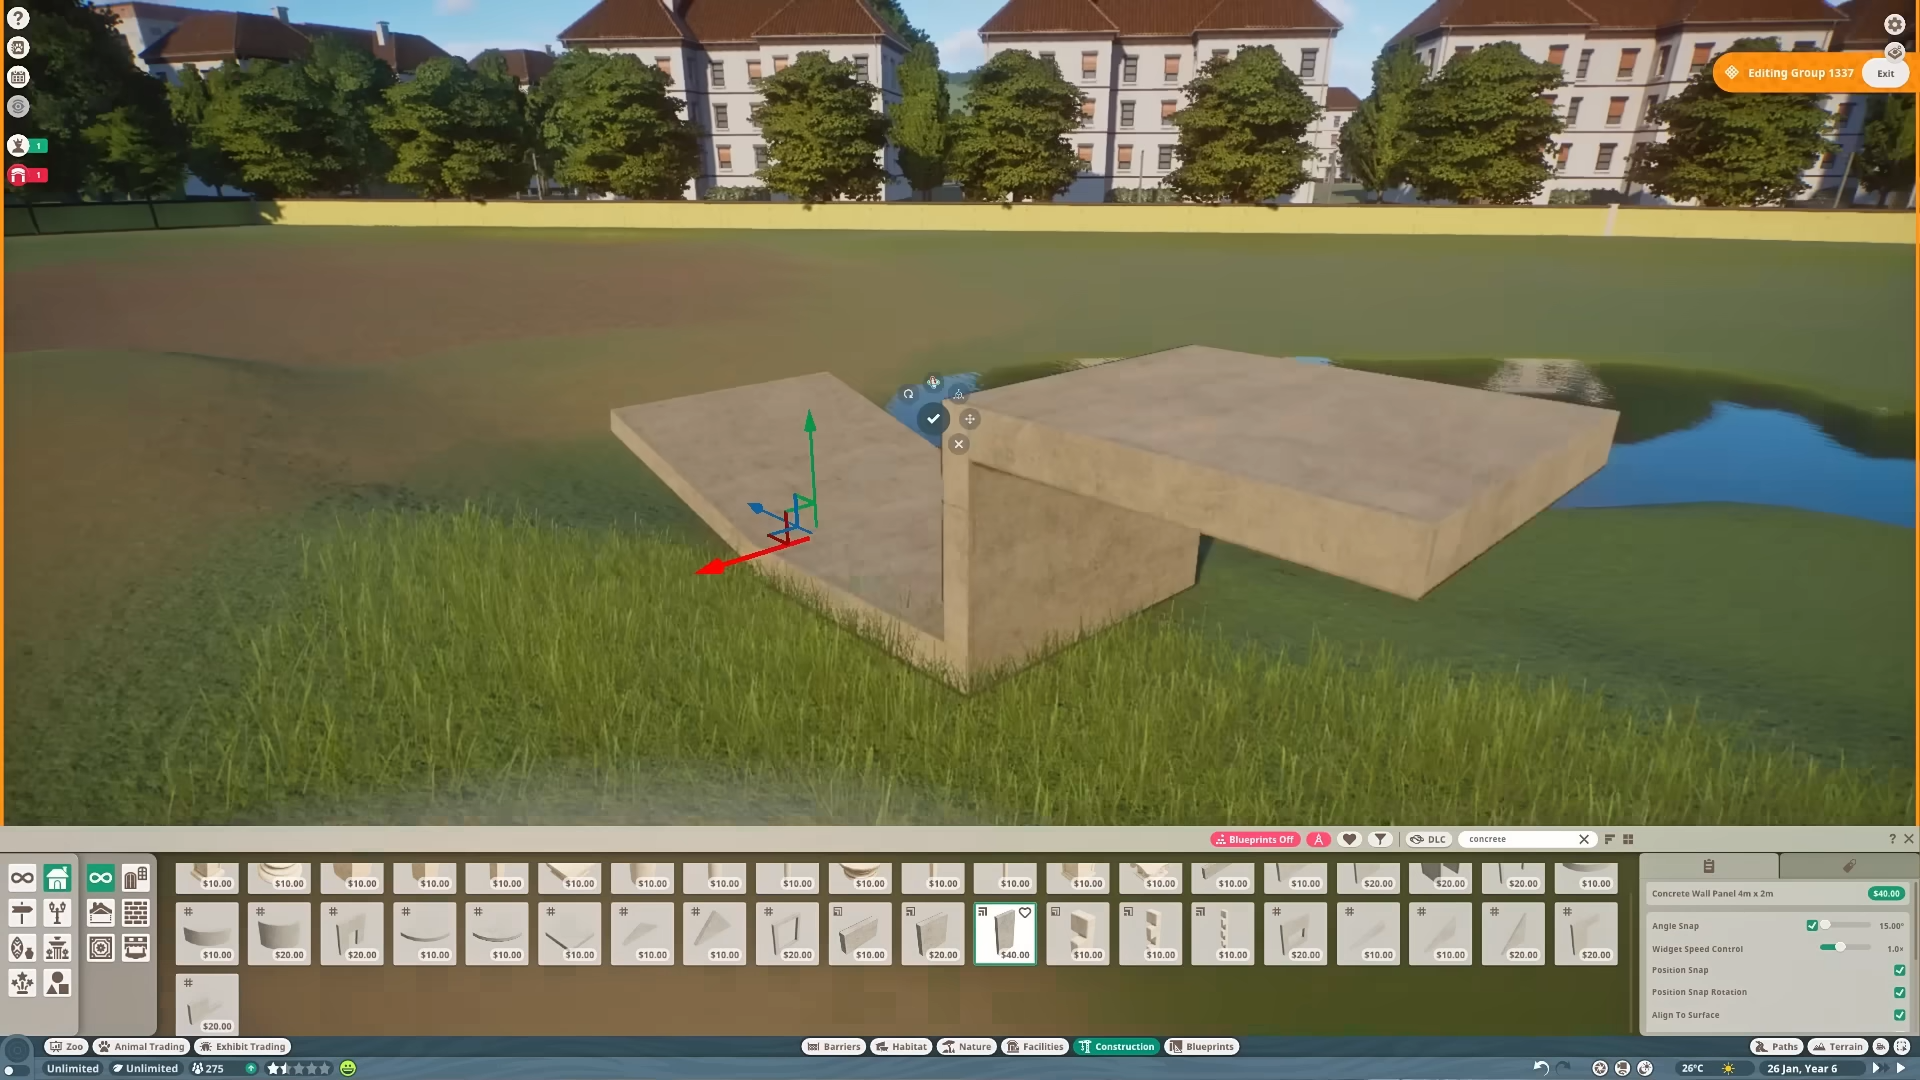 ?
Editing Group 1337
Exit
1
1
Blueprints Off
DLC
concrete
?
$10.00 $10.00 $10.00 $10.00 $10.00 $10.00 $10.00 $10.00 $10.00 $10.00 $10.00 $10.00 $10.00 $10.00 $10.00 $10.00 $20.00 $20.00 $20.00 $10.00
$10.00 $20.00 $20.00 $10.00 $10.00 $10.00 $10.00 $10.00 $20.00 $10.00 $20.00 $40.00 $10.00 $10.00 $10.00 $20.00 $10.00 $10.00 $20.00 $20.00
$20.00
Concrete Wall Panel 4m x 2m $40.00
Angle Snap 15.00°
Widget Speed Control 1.0×
Position Snap
Position Snap Rotation
Align To Surface
Zoo Animal Trading Exhibit Trading Barriers Habitat Nature Facilities Construction Blueprints Paths Terrain
Unlimited Unlimited 275 26°C 26 Jan, Year 6